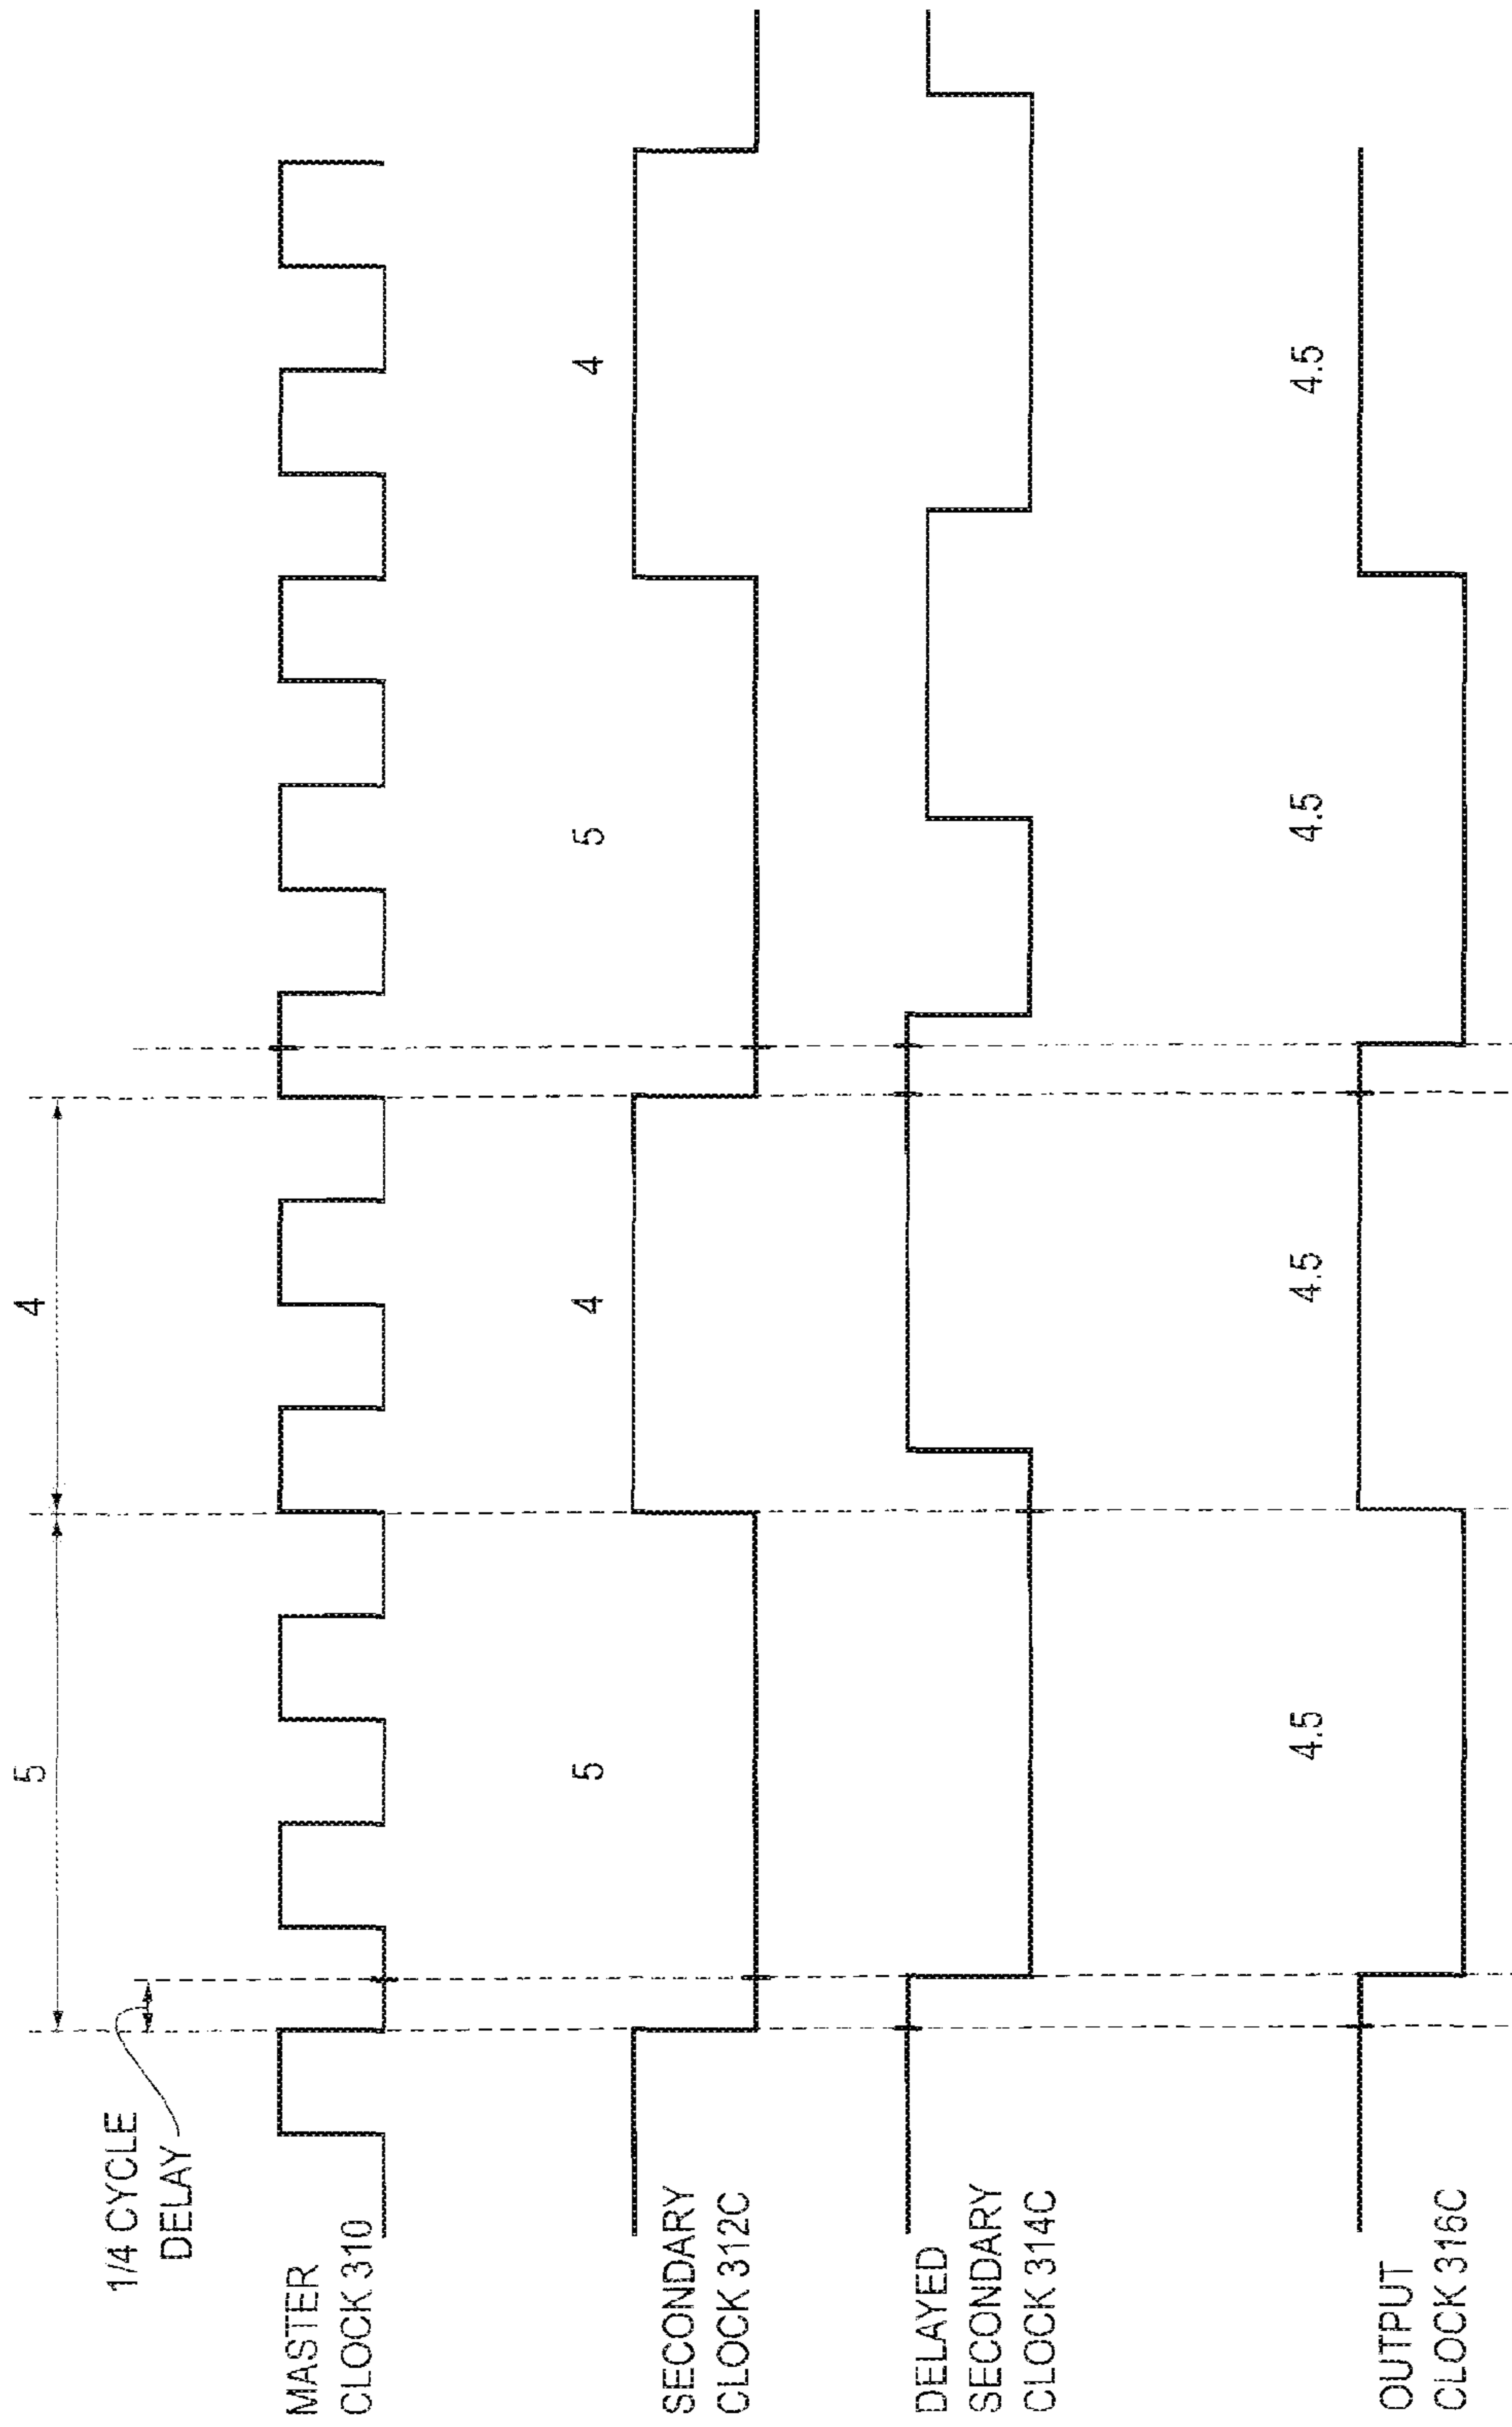 5
4
1/4 CYCLE
DELAY
MASTER
CLOCK 310
5
4
5
4
SECONDARY
CLOCK 312C
DELAYED
SECONDARY
CLOCK 314C
4.5
4.5
4.5
4.5
OUTPUT
CLOCK 316C